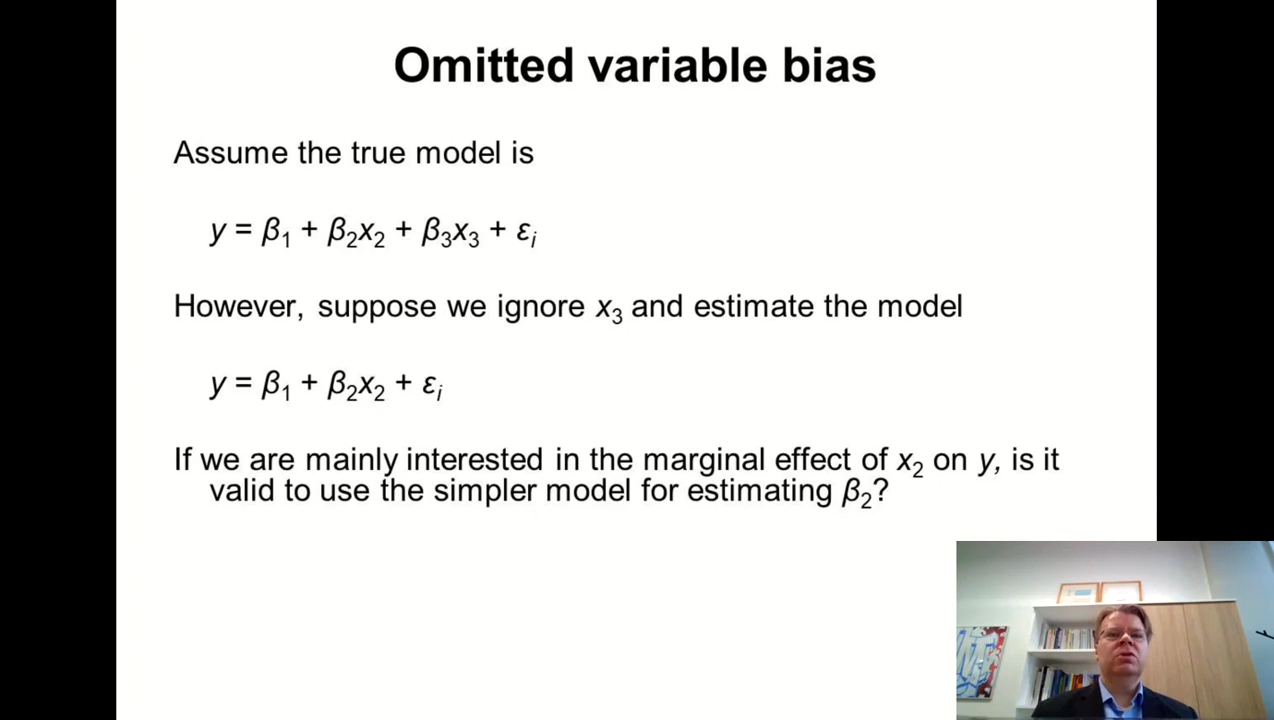 Omitted variable bias
Assume the true model is
y = β₁ + β₂x₂ + β₃x₃ + εᵢ
However, suppose we ignore x₃ and estimate the model
y = β₁ + β₂x₂ + εᵢ
If we are mainly interested in the marginal effect of x₂ on y, is it
valid to use the simpler model for estimating β₂?